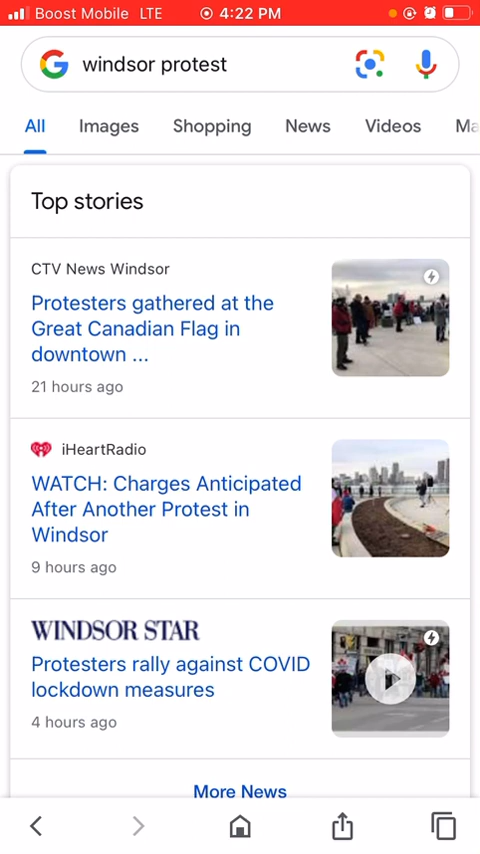 Boost Mobile LTE 4:22 PM
windsor protest
All Images Shopping News Videos Ma
Top stories
CTV News Windsor
Protesters gathered at the
Great Canadian Flag in
downtown ...
21 hours ago
iHeartRadio
WATCH: Charges Anticipated
After Another Protest in
Windsor
9 hours ago
WINDSOR STAR
Protesters rally against COVID
lockdown measures
4 hours ago
More News